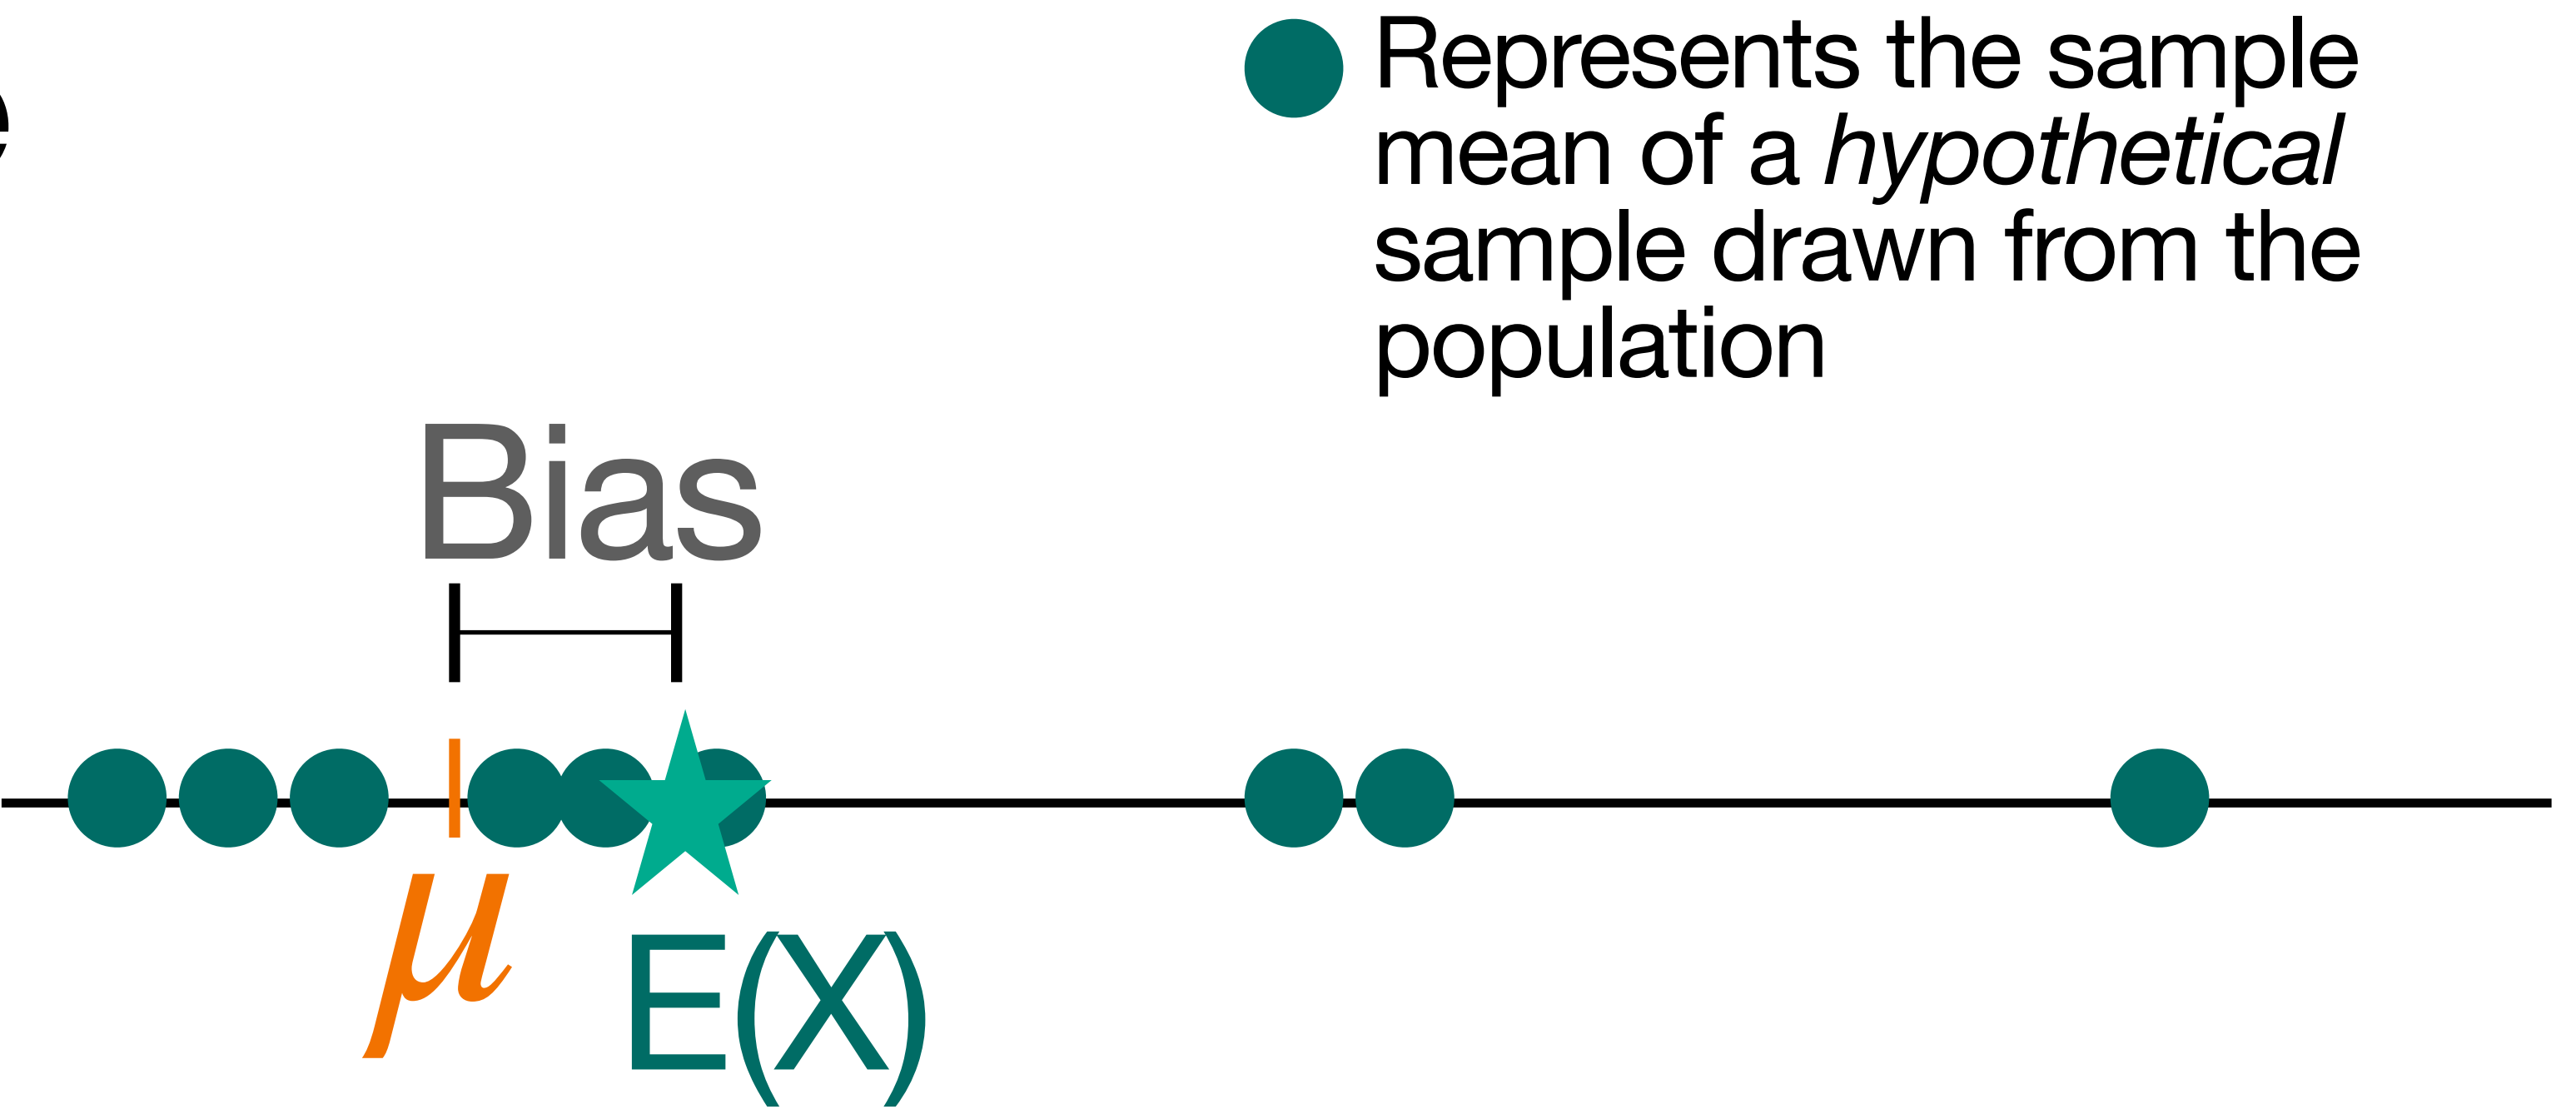 e
Represents the sample
mean of a hypothetical
sample drawn from the
population
Bias
μ
E(X)